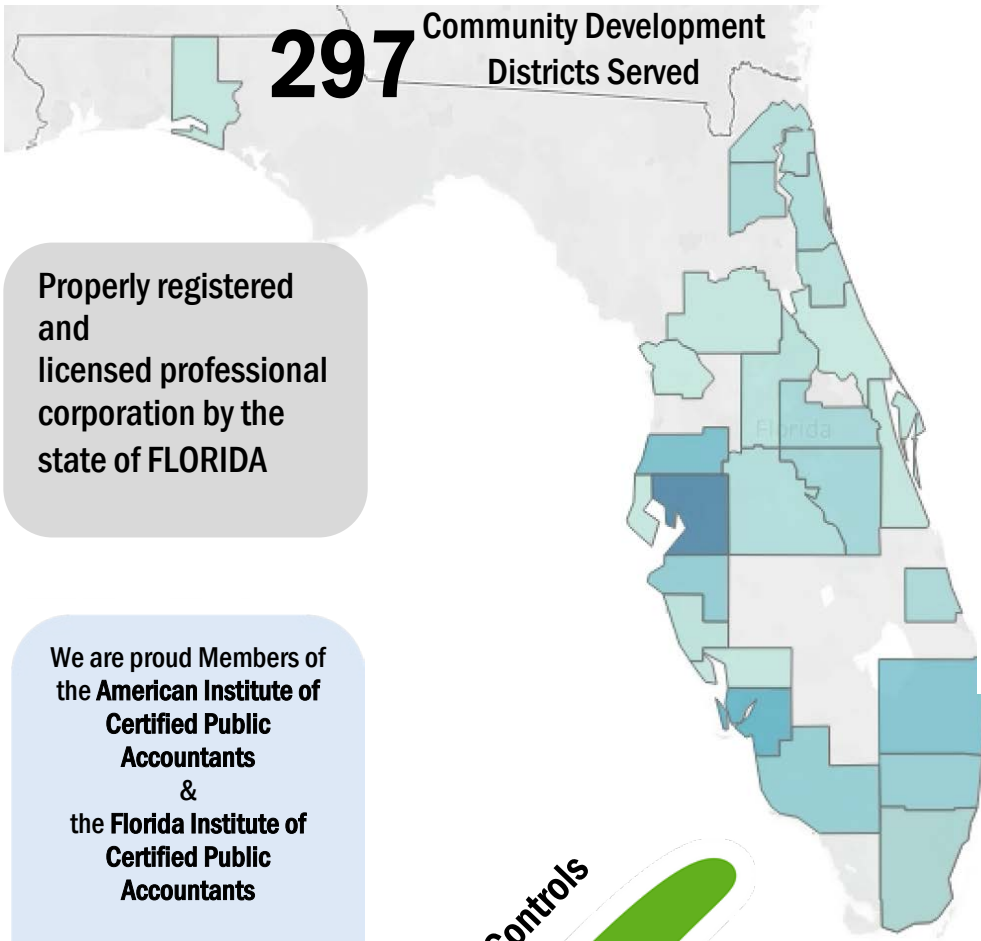 297
Community Development
Districts Served
Florida
Properly registered
and
licensed professional
corporation by the
state of FLORIDA
We are proud Members of
the American Institute of
Certified Public
Accountants
&
the Florida Institute of
Certified Public
Accountants
Controls